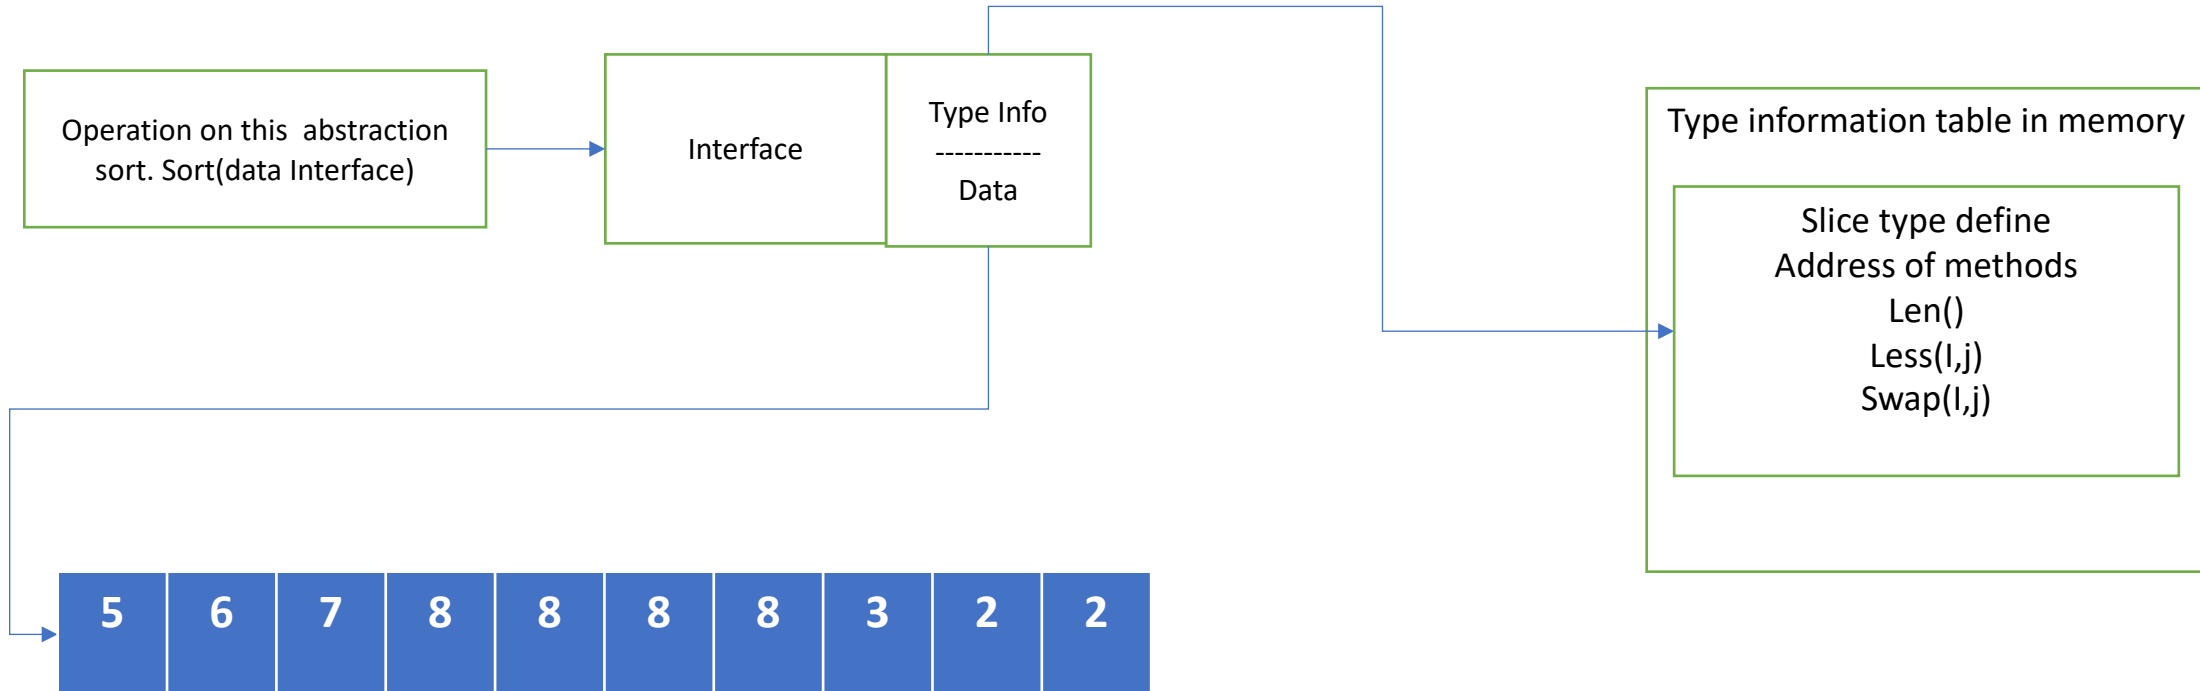 Operation on this  abstraction
sort. Sort(data Interface)
Interface
Type Info
-----------
Data
Type information table in memory
Slice type define
Address of methods
Len()
Less(I,j)
Swap(I,j)
5 6 7 8 8 8 8 3 2 2